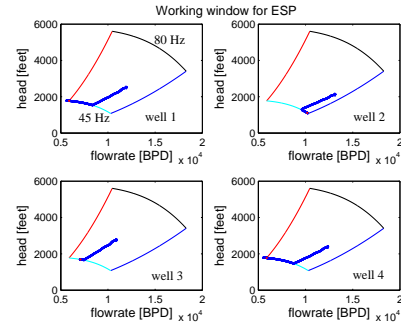 Working window for ESP
head [feet]
6000
4000
2000
0
80 Hz
45 Hz
well 1
0.5
1
1.5
2
flowrate [BPD]
x 10^4
head [feet]
6000
4000
2000
0
well 2
0.5
1
1.5
2
flowrate [BPD]
x 10^4
head [feet]
6000
4000
2000
0
well 3
0.5
1
1.5
2
flowrate [BPD]
x 10^4
head [feet]
6000
4000
2000
0
well 4
0.5
1
1.5
2
flowrate [BPD]
x 10^4